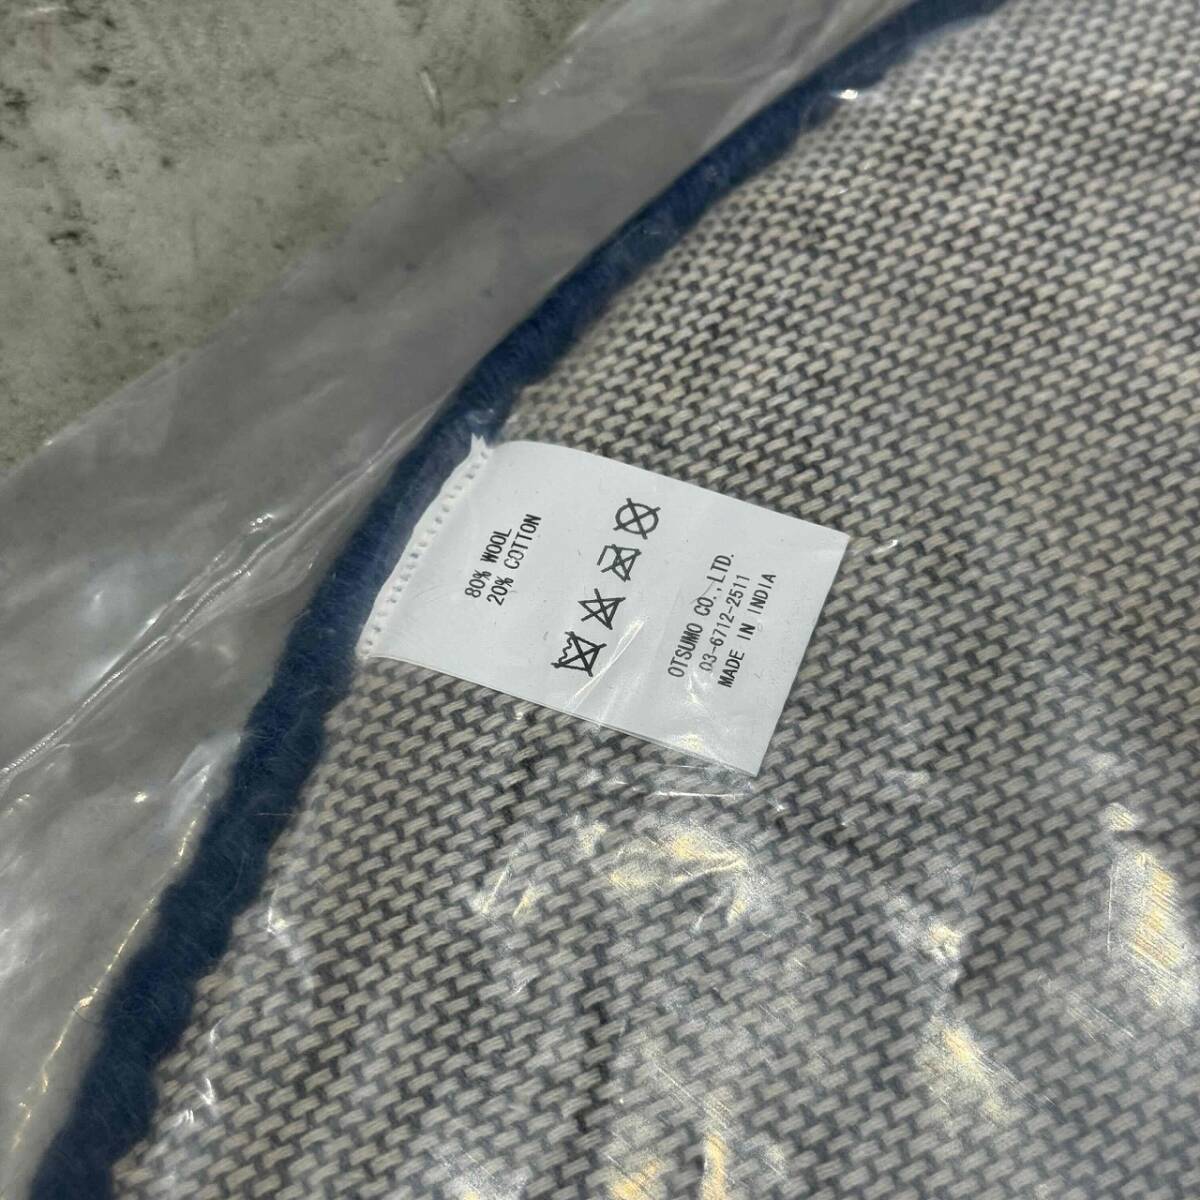 80% WOOL
20% COTTON
OTSUMO CO.,LTD.
03-6712-2511
MADE IN INDIA